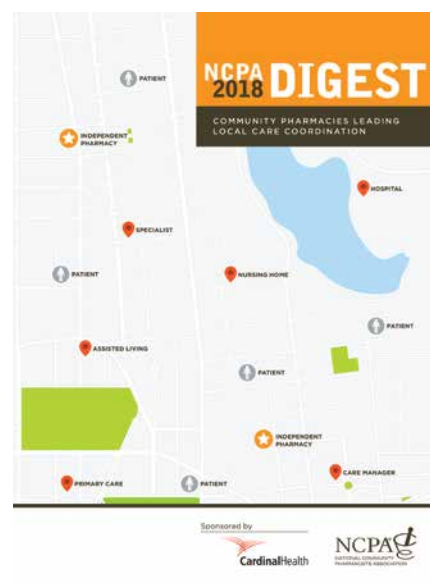 NCPA
2018 DIGEST
COMMUNITY PHARMACIES LEADING
LOCAL CARE COORDINATION
PATIENT
INDEPENDENT
PHARMACY
HOSPITAL
SPECIALIST
PATIENT
NURSING HOME
PATIENT
ASSISTED LIVING
PATIENT
INDEPENDENT
PHARMACY
CARE MANAGER
PRIMARY CARE
PATIENT
Sponsored by
CardinalHealth
NCPA
NATIONAL COMMUNITY
PHARMACISTS ASSOCIATION